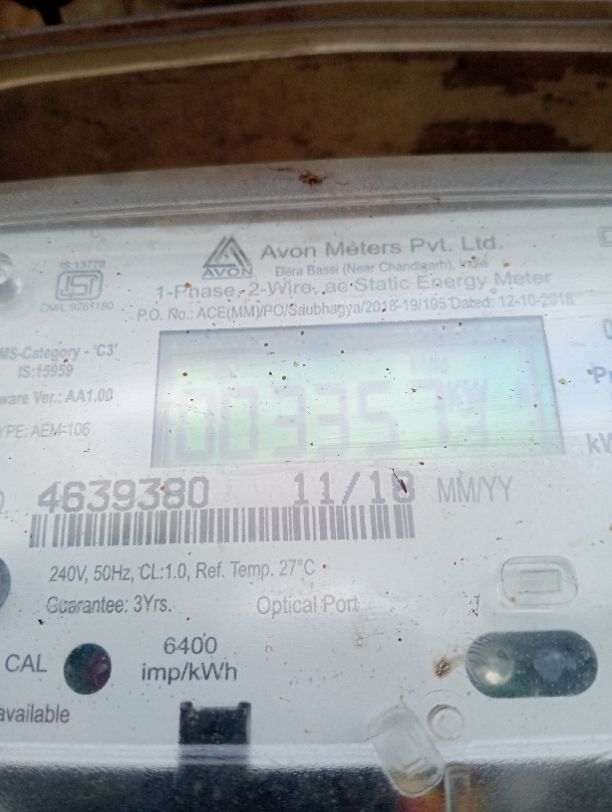 IS:13779
CM/L:9261160
AVON
Avon Meters Pvt. Ltd.
Dera Bassi (Near Chandigarh), India
1-Phase, 2-Wire, ac Static Energy Meter
P.O. No.: ACE(MM)/PO/Saubhagya/2018-19/195 Dated: 12-10-2018
MS-Category - 'C3'
IS:15959
ware Ver.: AA1.00
YPE: AEM-106
kW
4639380 11/18 MM/YY
240V, 50Hz, CL:1.0, Ref. Temp. 27°C
Guarantee: 3Yrs. Optical Port
CAL
6400
imp/kWh
available